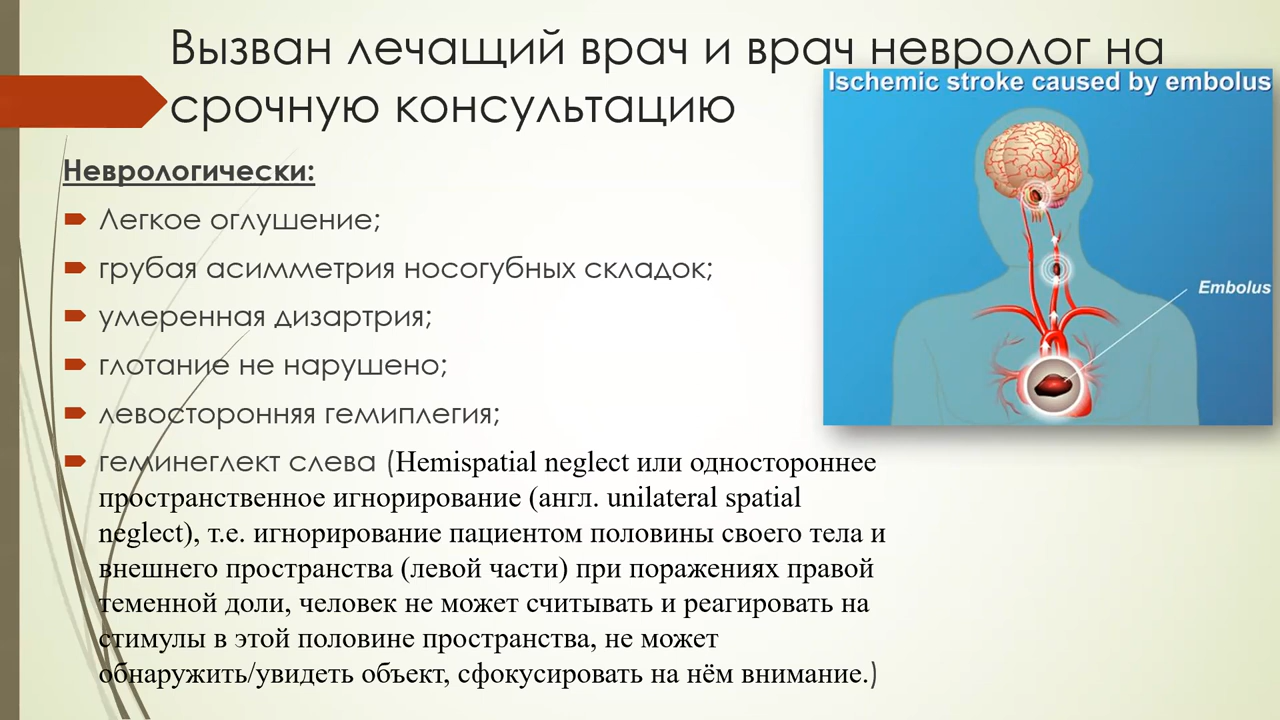 Вызван лечащий врач и врач невролог на
срочную консультацию
Ischemic stroke caused by embolus
Embolus
Неврологически:
Легкое оглушение;
грубая асимметрия носогубных складок;
умеренная дизартрия;
глотание не нарушено;
левосторонняя гемиплегия;
геминеглект слева (Hemispatial neglect или одностороннее
пространственное игнорирование (англ. unilateral spatial
neglect), т.е. игнорирование пациентом половины своего тела и
внешнего пространства (левой части) при поражениях правой
теменной доли, человек не может считывать и реагировать на
стимулы в этой половине пространства, не может
обнаружить/увидеть объект, сфокусировать на нём внимание.)